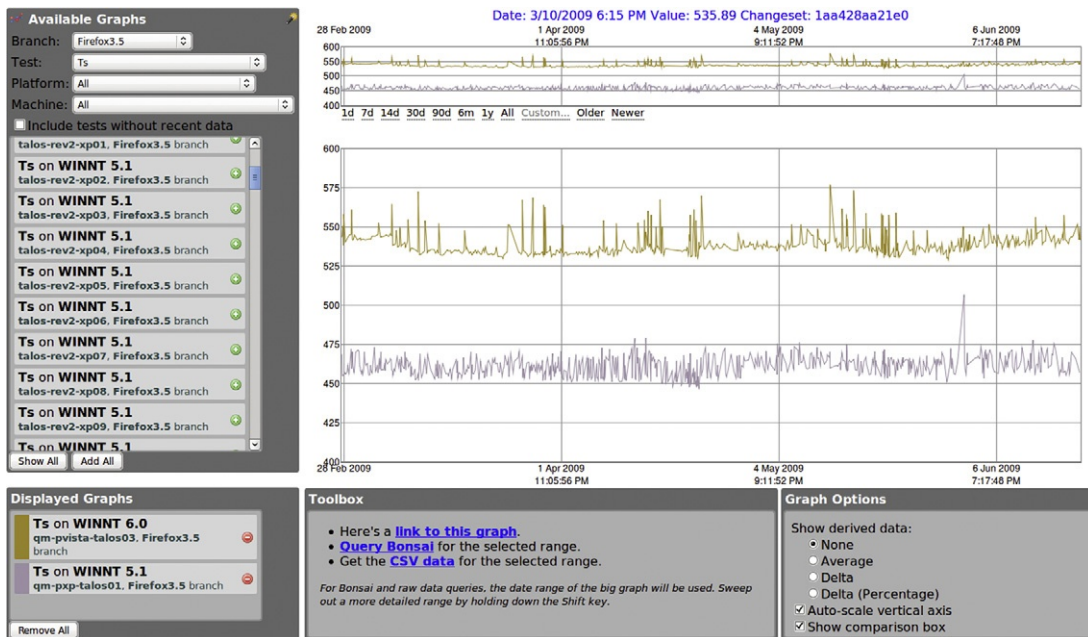 Available Graphs
Branch: Firefox3.5
Test: Ts
Platform: All
Machine: All
Include tests without recent data
talos-rev2-xp01, Firefox3.5 branch
Ts on WINNT 5.1
talos-rev2-xp02, Firefox3.5 branch
Ts on WINNT 5.1
talos-rev2-xp03, Firefox3.5 branch
Ts on WINNT 5.1
talos-rev2-xp04, Firefox3.5 branch
Ts on WINNT 5.1
talos-rev2-xp05, Firefox3.5 branch
Ts on WINNT 5.1
talos-rev2-xp06, Firefox3.5 branch
Ts on WINNT 5.1
talos-rev2-xp07, Firefox3.5 branch
Ts on WINNT 5.1
talos-rev2-xp08, Firefox3.5 branch
Ts on WINNT 5.1
talos-rev2-xp09, Firefox3.5 branch
Ts on WINNT 5.1
Show All Add All
Date: 3/10/2009 6:15 PM Value: 535.89 Changeset: 1aa428aa21e0
28 Feb 2009 1 Apr 2009 4 May 2009 6 Jun 2009
11:05:56 PM 9:11:52 PM 7:17:48 PM
600
550
500
450
400
1d 7d 14d 30d 90d 6m 1y All Custom... Older Newer
600
575
550
525
500
475
450
425
400
28 Feb 2009 1 Apr 2009 4 May 2009 6 Jun 2009
11:05:56 PM 9:11:52 PM 7:17:48 PM
Displayed Graphs
Ts on WINNT 6.0
qm-pvista-talos03, Firefox3.5
branch
Ts on WINNT 5.1
qm-pxp-talos01, Firefox3.5 branch
Remove All
Toolbox
Here's a link to this graph.
Query Bonsai for the selected range.
Get the CSV data for the selected range.
For Bonsai and raw data queries, the date range of the big graph will be used. Sweep
out a more detailed range by holding down the Shift key.
Graph Options
Show derived data:
None
Average
Delta
Delta (Percentage)
Auto-scale vertical axis
Show comparison box